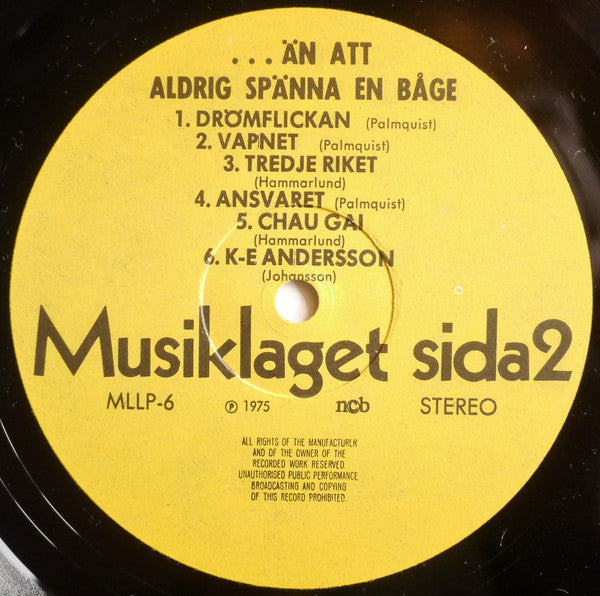 ...ÄN ATT
ALDRIG SPÄNNA EN BÅGE
1. DRÖMFLICKAN (Palmquist)
2. VAPNET (Palmquist)
3. TREDJE RIKET
(Hammarlund)
4. ANSVARET (Palmquist)
5. CHAU GAI
(Hammarlund)
6. K-E ANDERSSON
(Johansson)
Musiklaget sida2
MLLP-6 ℗ 1975 ncb STEREO
ALL RIGHTS OF THE MANUFACTURER
AND OF THE OWNER OF THE
RECORDED WORK RESERVED.
UNAUTHORISED PUBLIC PERFORMANCE
BROADCASTING AND COPYING
OF THIS RECORD PROHIBITED.